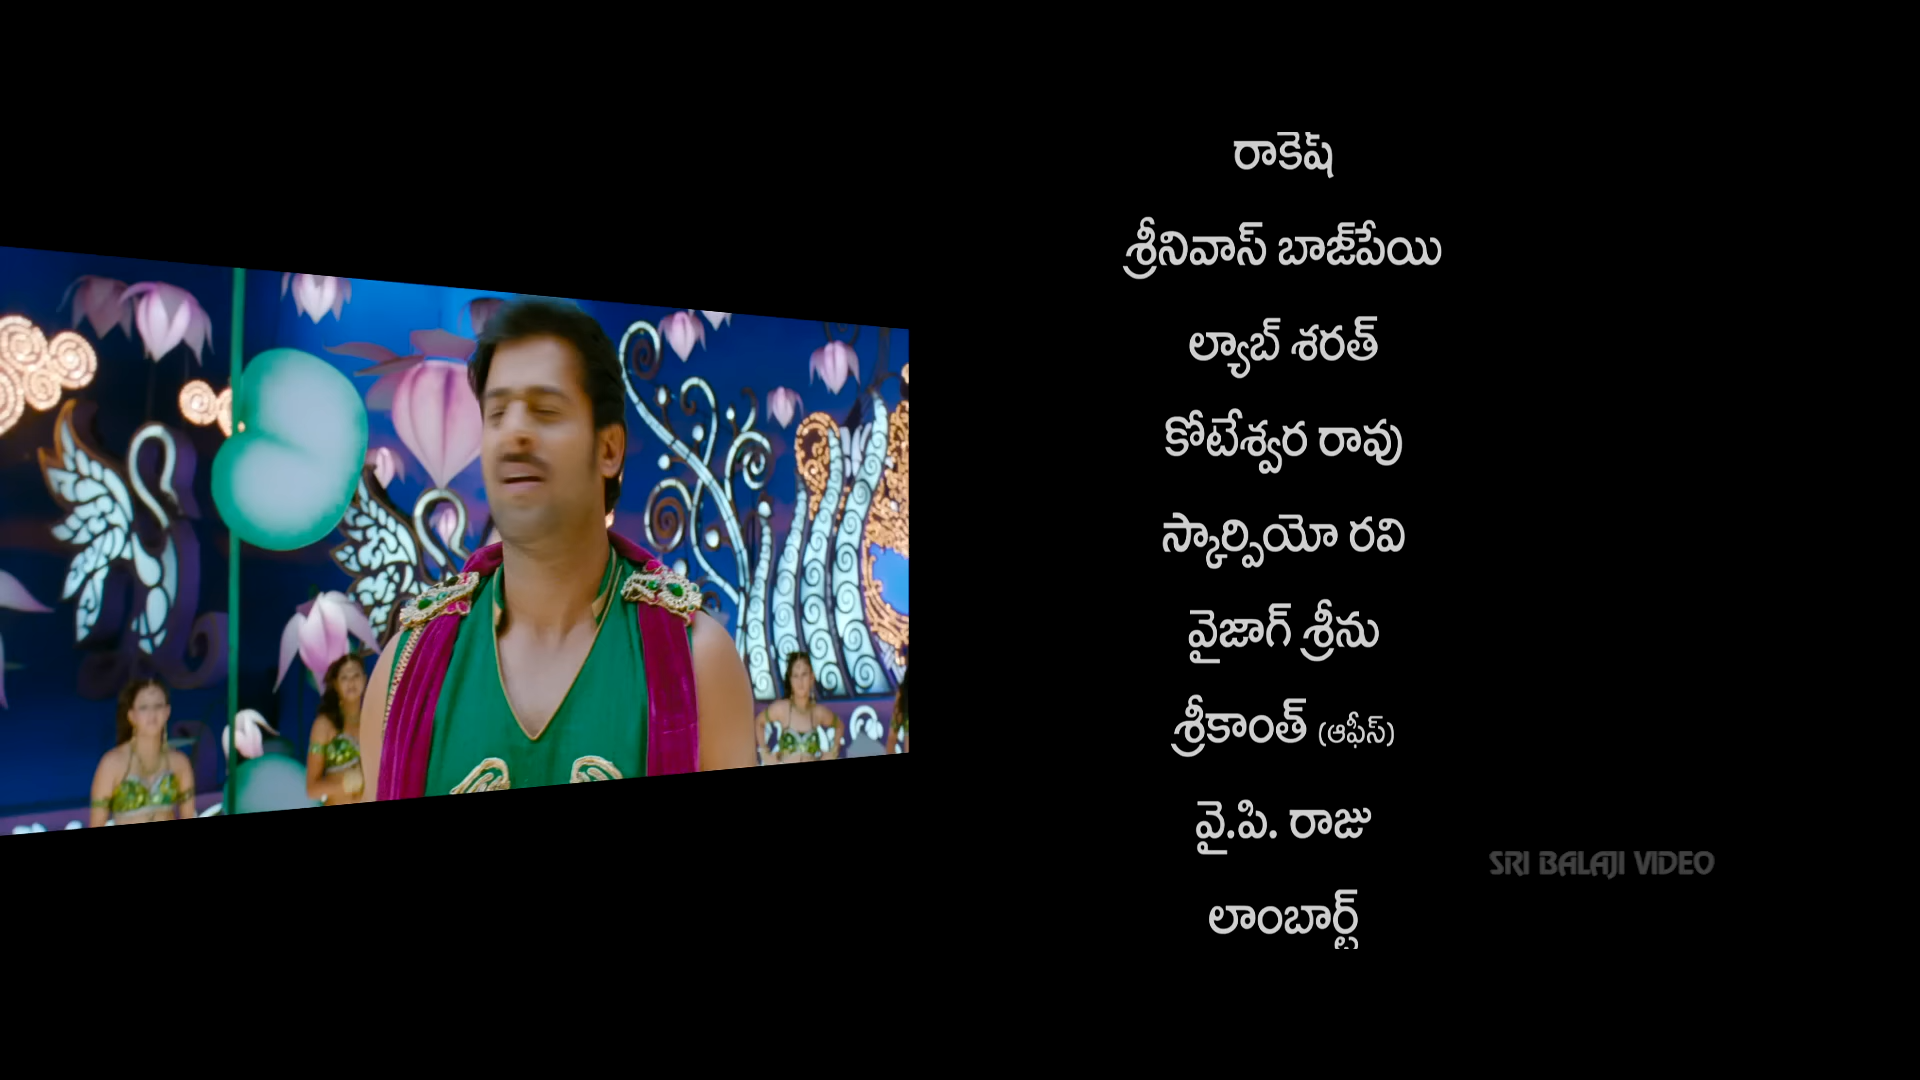 రాకెష్
శ్రీనివాస్ బాజ్‌పేయి
ల్యాబ్ శరత్
కోటేశ్వర రావు
స్కార్పియో రవి
వైజాగ్ శ్రీను
శ్రీకాంత్ (ఆఫీస్)
వై.పి. రాజు
SRI BALAJI VIDEO
లాంబార్ట్